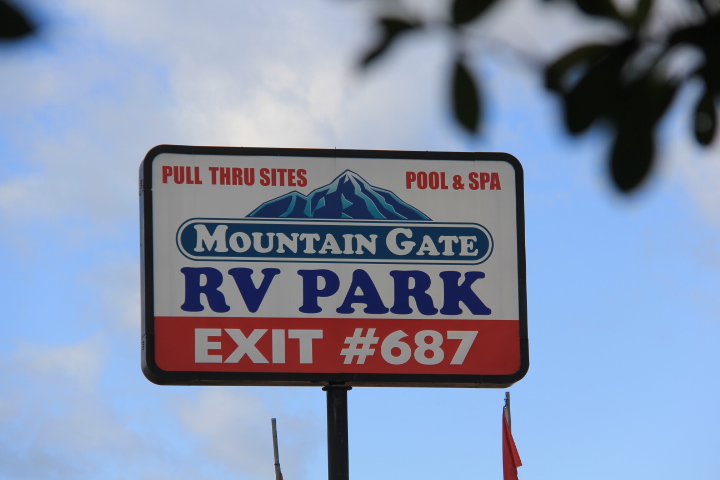 PULL THRU SITES POOL & SPA
MOUNTAIN GATE
RV PARK
EXIT #687